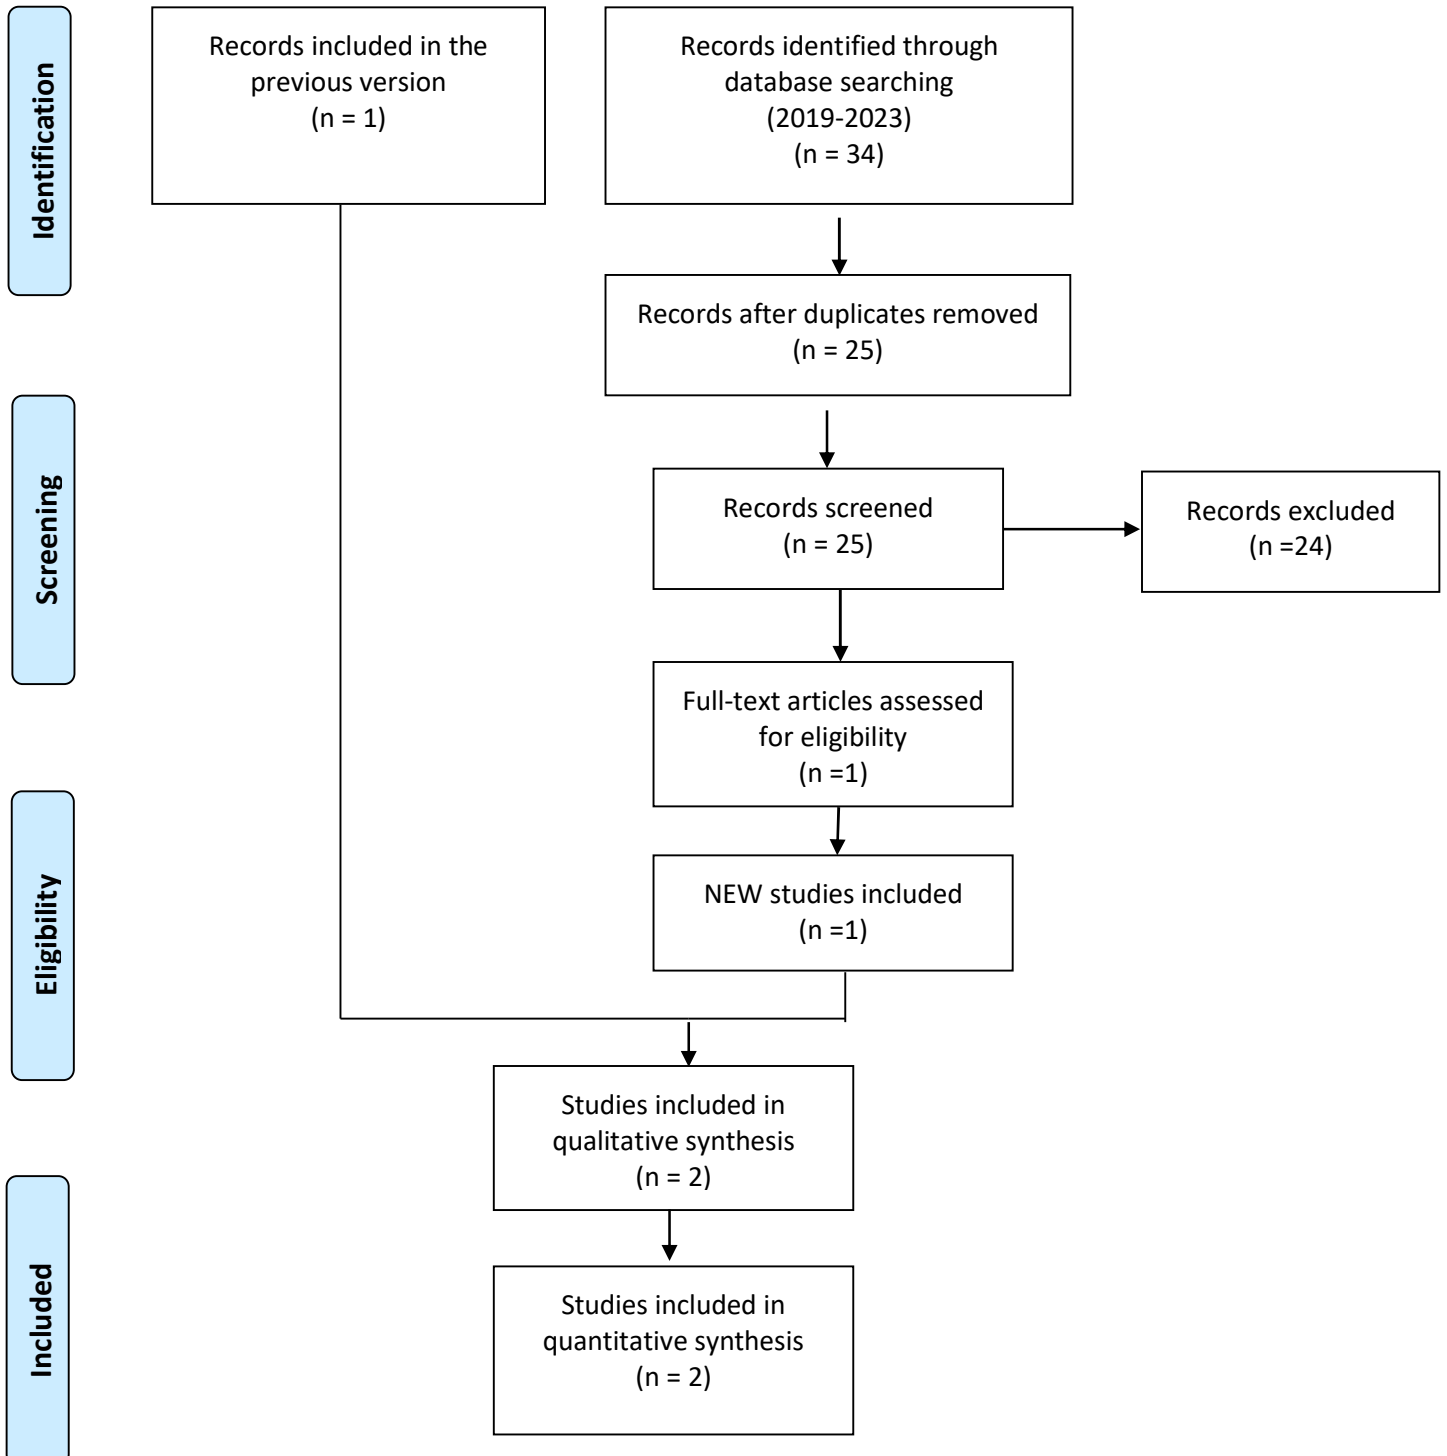 Identification
Records included in the
previous version
(n = 1)
Records identified through
database searching
(2019-2023)
(n = 34)
Records after duplicates removed
(n = 25)
Screening
Records screened
(n = 25)
Records excluded
(n =24)
Full-text articles assessed
for eligibility
(n =1)
Eligibility
NEW studies included
(n =1)
Studies included in
qualitative synthesis
(n = 2)
Included
Studies included in
quantitative synthesis
(n = 2)